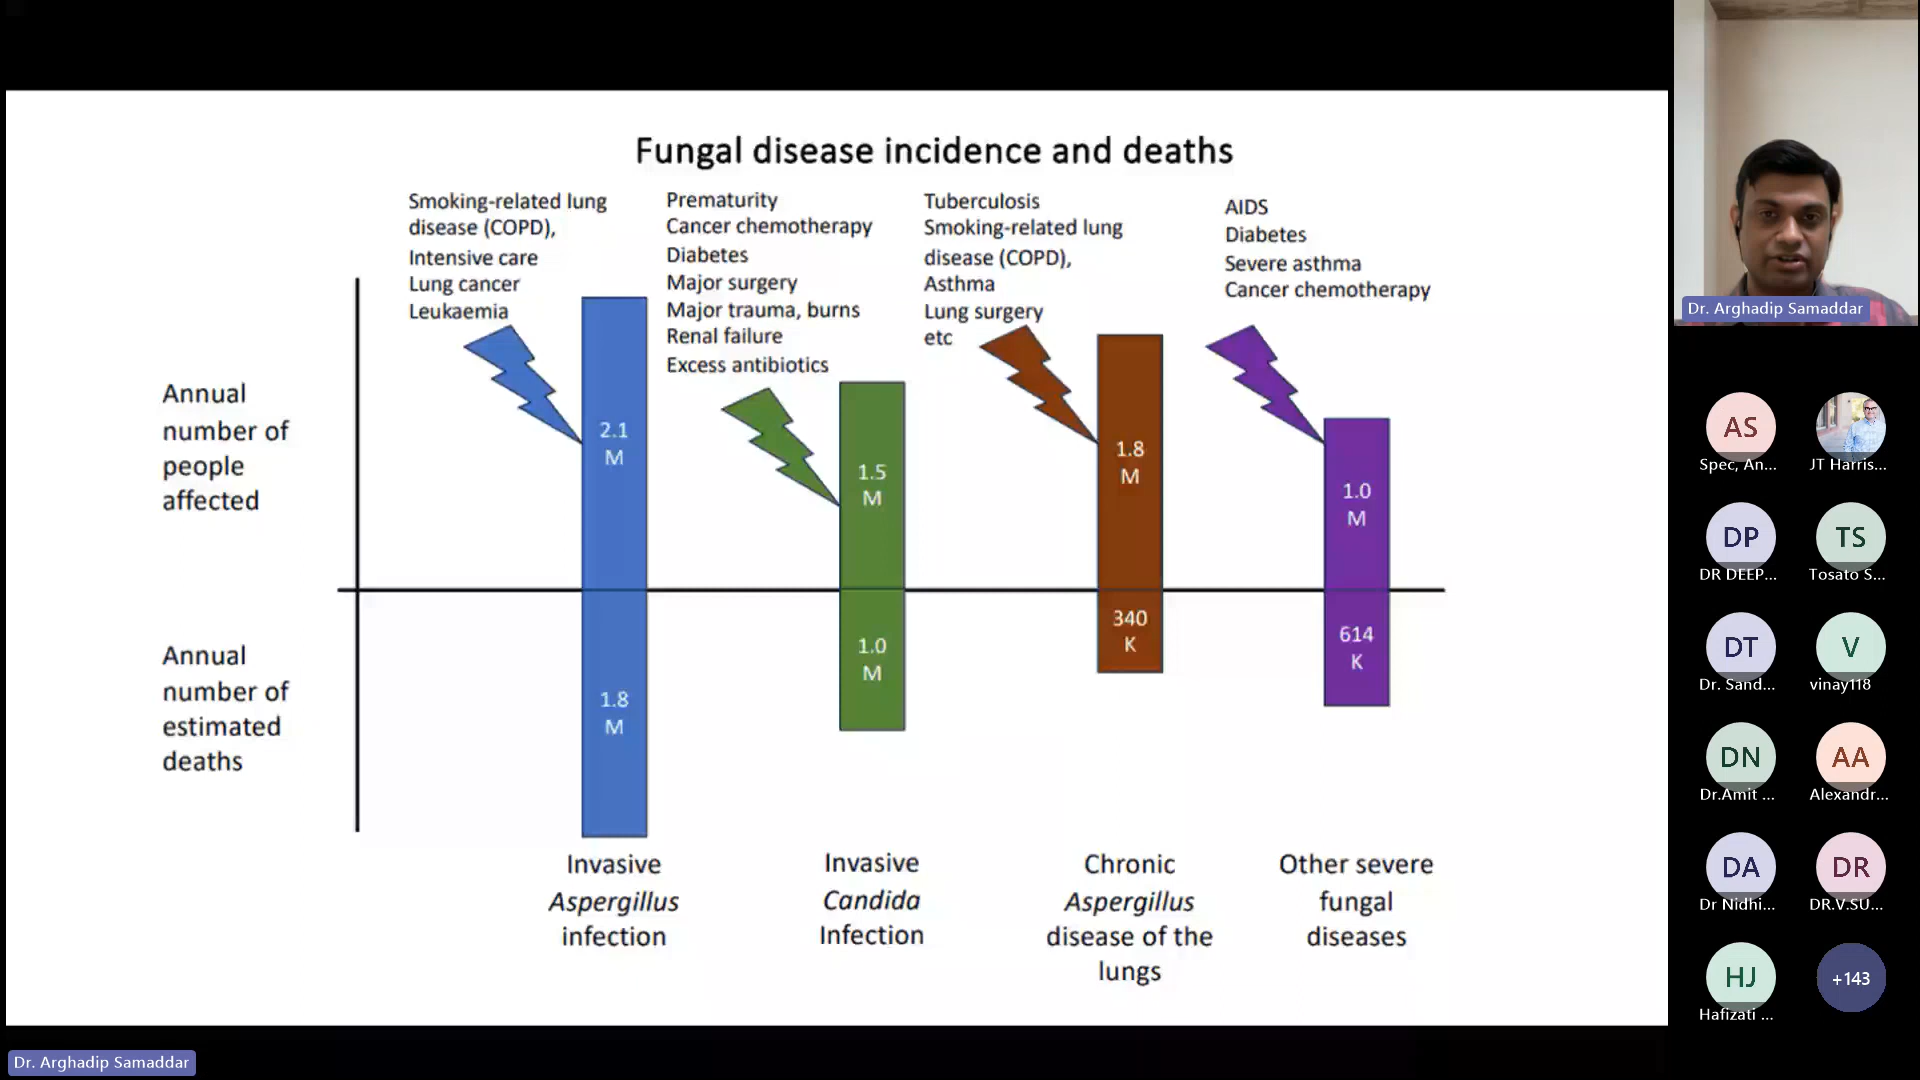 Fungal disease incidence and deaths
Smoking-related lung
disease (COPD),
Intensive care
Lung cancer
Leukaemia
Prematurity
Cancer chemotherapy
Diabetes
Major surgery
Major trauma, burns
Renal failure
Excess antibiotics
Tuberculosis
Smoking-related lung
disease (COPD),
Asthma
Lung surgery
etc
AIDS
Diabetes
Severe asthma
Cancer chemotherapy
Annual
number of
people
affected
2.1
M
1.5
M
1.8
M
1.0
M
Annual
number of
estimated
deaths
1.8
M
1.0
M
340
K
614
K
Invasive
Aspergillus
infection
Invasive
Candida
Infection
Chronic
Aspergillus
disease of the
lungs
Other severe
fungal
diseases
Dr. Arghadip Samaddar
Dr. Arghadip Samaddar
AS
Spec, An...
JT Harris...
DP
DR DEEP...
TS
Tosato S...
DT
Dr. Sand...
V
vinay118
DN
Dr.Amit ...
AA
Alexandr...
DA
Dr Nidhi...
DR
DR.V.SU...
HJ
Hafizati ...
+143